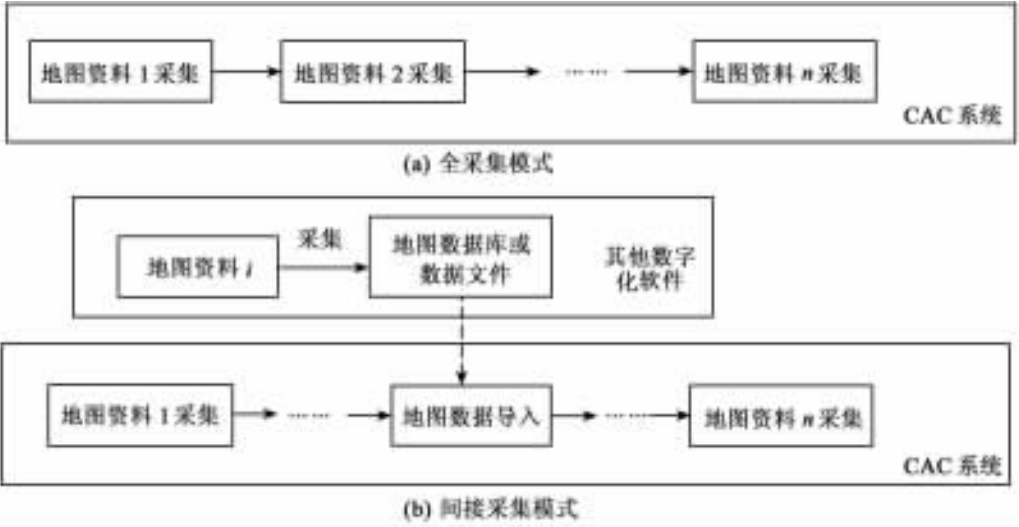 地图资料 1 采集
地图资料 2 采集
……
地图资料 n 采集
CAC 系统
(a) 全采集模式
地图资料 i
采集
地图数据库或
数据文件
其他数字
化软件
地图资料 1 采集
……
地图数据导入
……
地图资料 n 采集
CAC 系统
(b) 间接采集模式